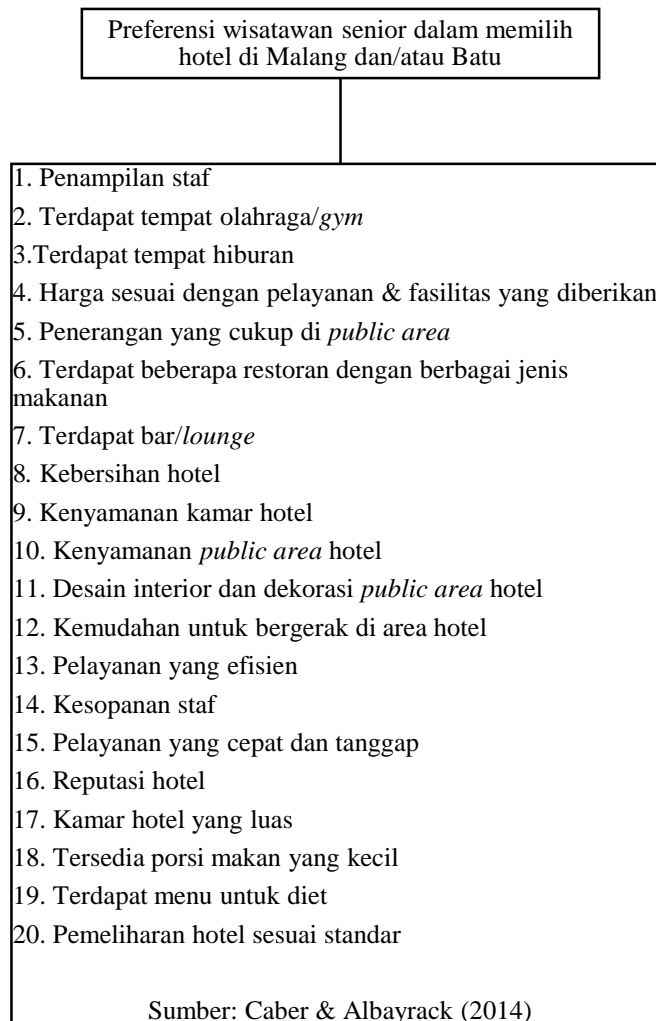 Preferensi wisatawan senior dalam memilih
hotel di Malang dan/atau Batu
1. Penampilan staf
2. Terdapat tempat olahraga/gym
3.Terdapat tempat hiburan
4. Harga sesuai dengan pelayanan & fasilitas yang diberikan
5. Penerangan yang cukup di public area
6. Terdapat beberapa restoran dengan berbagai jenis
makanan
7. Terdapat bar/lounge
8. Kebersihan hotel
9. Kenyamanan kamar hotel
10. Kenyamanan public area hotel
11. Desain interior dan dekorasi public area hotel
12. Kemudahan untuk bergerak di area hotel
13. Pelayanan yang efisien
14. Kesopanan staf
15. Pelayanan yang cepat dan tanggap
16. Reputasi hotel
17. Kamar hotel yang luas
18. Tersedia porsi makan yang kecil
19. Terdapat menu untuk diet
20. Pemeliharan hotel sesuai standar
Sumber: Caber & Albayrack (2014)